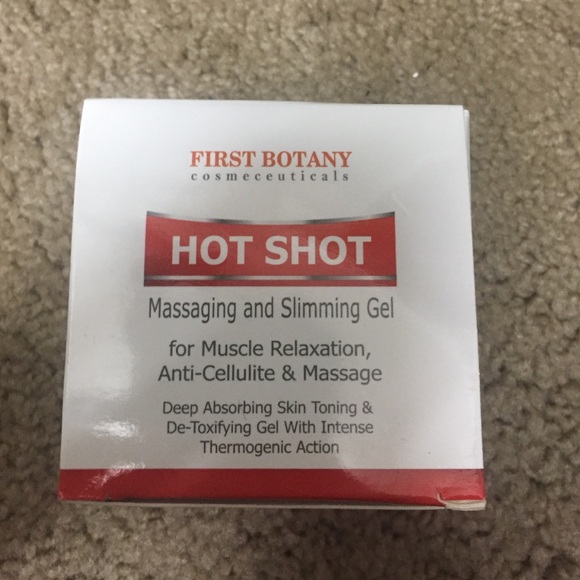 FIRST BOTANY
cosmeceuticals
HOT SHOT
Massaging and Slimming Gel
for Muscle Relaxation,
Anti-Cellulite & Massage
Deep Absorbing Skin Toning &
De-Toxifying Gel With Intense
Thermogenic Action